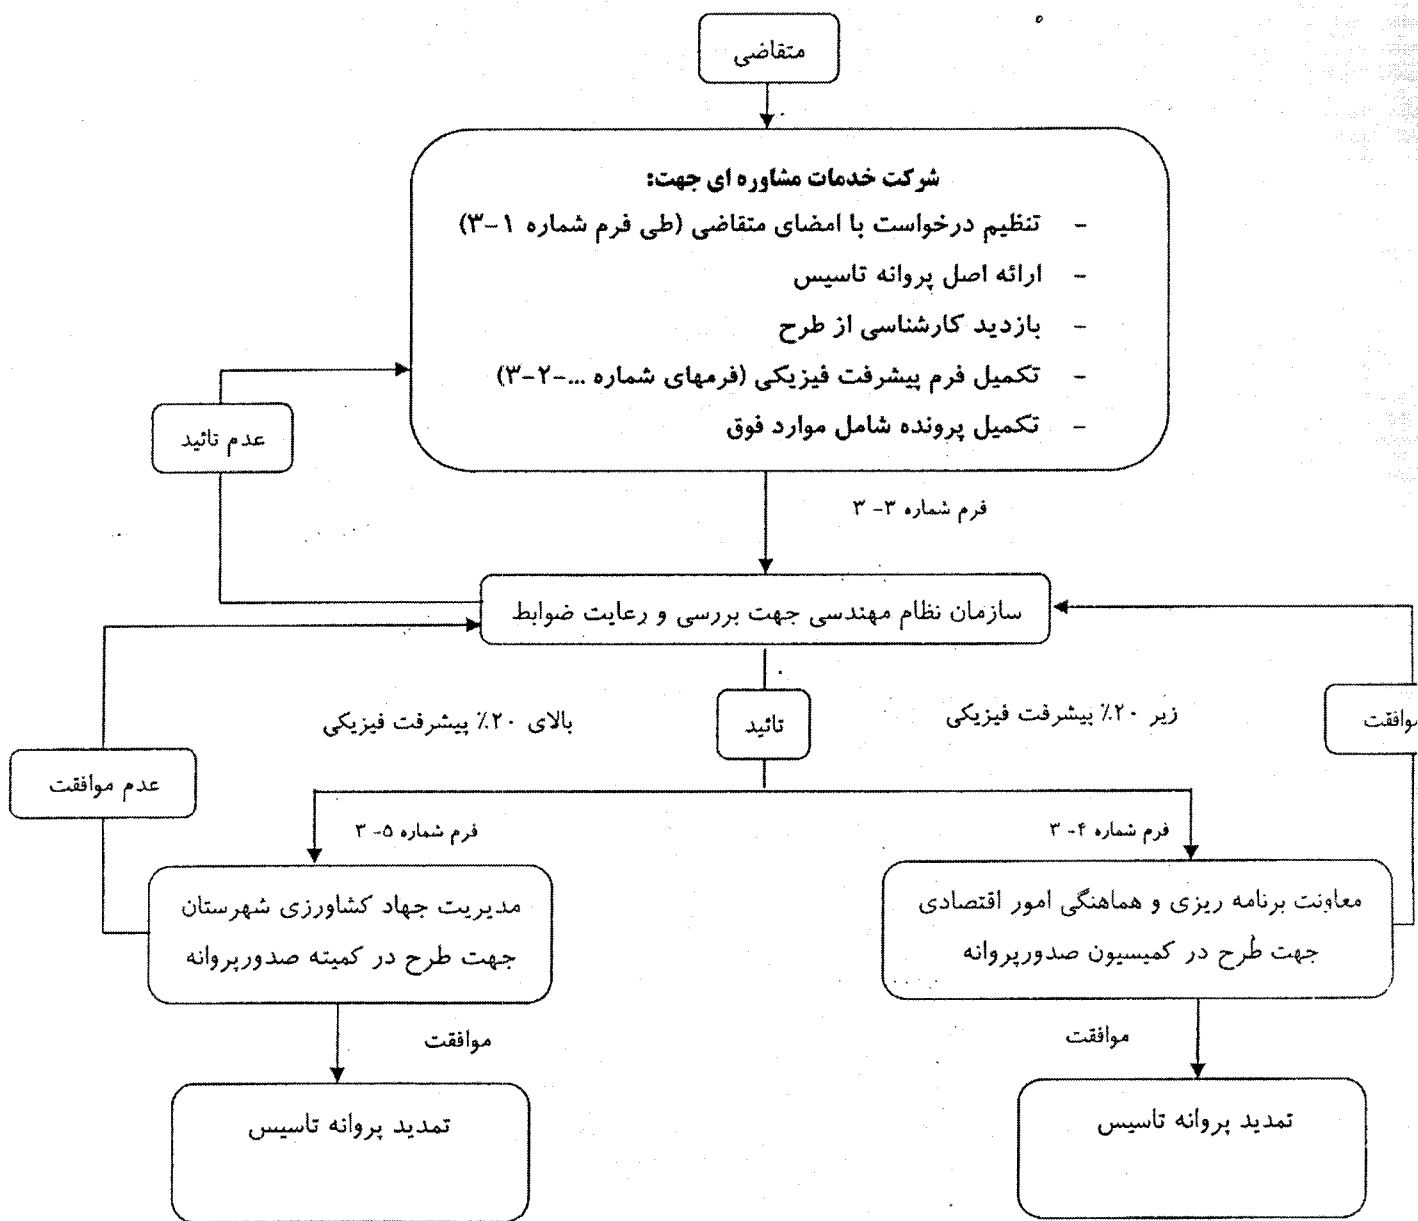 متقاضی
شرکت خدمات مشاوره ای جهت:
- تنظیم درخواست با امضای متقاضی (طی فرم شماره ۱-۳)
- ارائه اصل پروانه تاسیس
- بازدید کارشناسی از طرح
- تکمیل فرم پیشرفت فیزیکی (فرمهای شماره ...-۲-۳)
- تکمیل پرونده شامل موارد فوق
عدم تائید
فرم شماره ۳- ۳
سازمان نظام مهندسی جهت بررسی و رعایت ضوابط
زیر ۲۰٪ پیشرفت فیزیکی
تائید
بالای ۲۰٪ پیشرفت فیزیکی
موافقت
عدم موافقت
فرم شماره ۴- ۳
فرم شماره ۵- ۳
معاونت برنامه ریزی و هماهنگی امور اقتصادی
جهت طرح در کمیسیون صدورپروانه
مدیریت جهاد کشاورزی شهرستان
جهت طرح در کمیته صدورپروانه
موافقت
موافقت
تمدید پروانه تاسیس
تمدید پروانه تاسیس